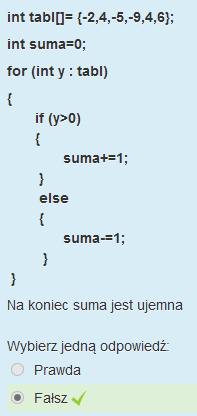 int tabl[]= {-2,4,-5,-9,4,6};
int suma=0;
for (int y : tabl)
{
if (y>0)
{
suma+=1;
}
else
{
suma-=1;
}
}
Na koniec suma jest ujemna
Wybierz jedną odpowiedź:
Prawda
Fałsz